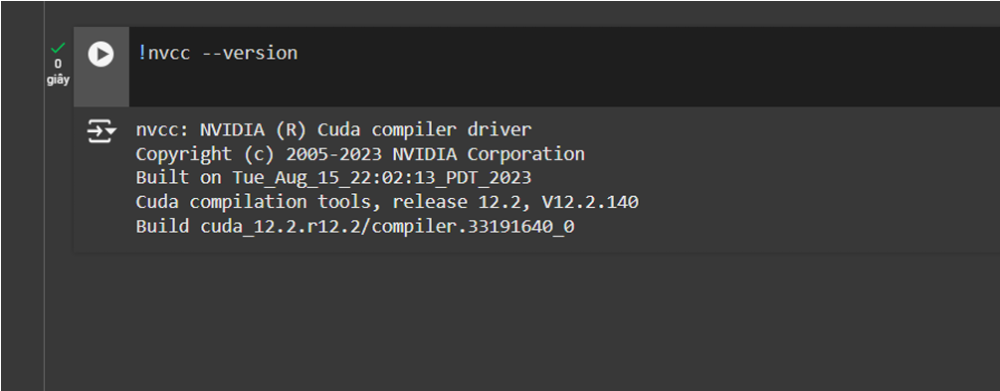 !nvcc --version
0
giây
nvcc: NVIDIA (R) Cuda compiler driver
Copyright (c) 2005-2023 NVIDIA Corporation
Built on Tue_Aug_15_22:02:13_PDT_2023
Cuda compilation tools, release 12.2, V12.2.140
Build cuda_12.2.r12.2/compiler.33191640_0